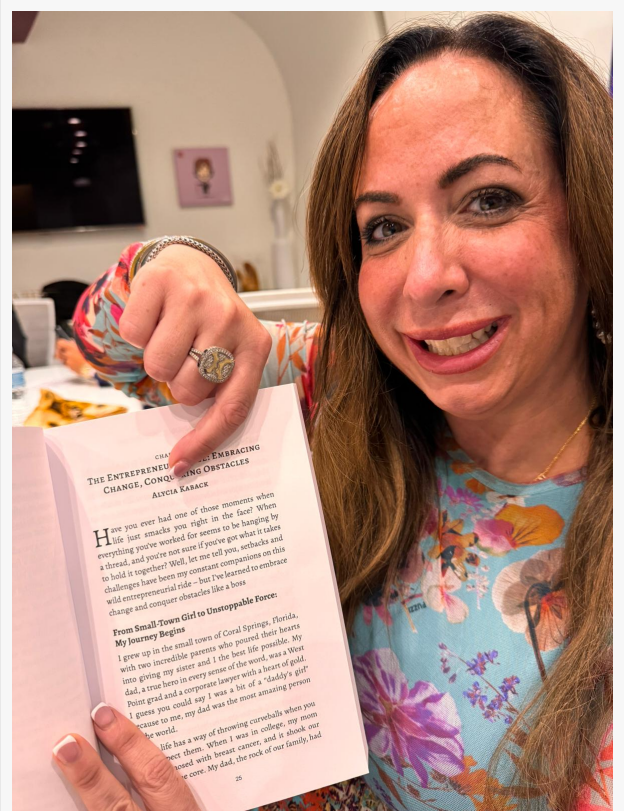 CHA
THE ENTREPRENEU EMBRACING
CHANGE, CONQU ING OBSTACLES
ALYCIA KABACK
Have you ever had one of those moments when
life just smacks you right in the face? When
everything you've worked for seems to be hanging by
a thread, and you're not sure if you've got what it takes
to hold it together? Well, let me tell you, setbacks and
challenges have been my constant companions on this
wild entrepreneurial ride – but I've learned to embrace
change and conquer obstacles like a boss
From Small-Town Girl to Unstoppable Force:
My Journey Begins
I grew up in the small town of Coral Springs, Florida,
with two incredible parents who poured their hearts
into giving my sister and I the best life possible. My
dad, a true hero in every sense of the word, was a West
Point grad and a corporate lawyer with a heart of gold.
I guess you could say I was a bit of a "daddy's girl"
ecause to me, my dad was the most amazing person
he world.
life has a way of throwing curveballs when you
pect them. When I was in college, my mom
nosed with breast cancer, and it shook our
e core. My dad, the rock of our family, had
25